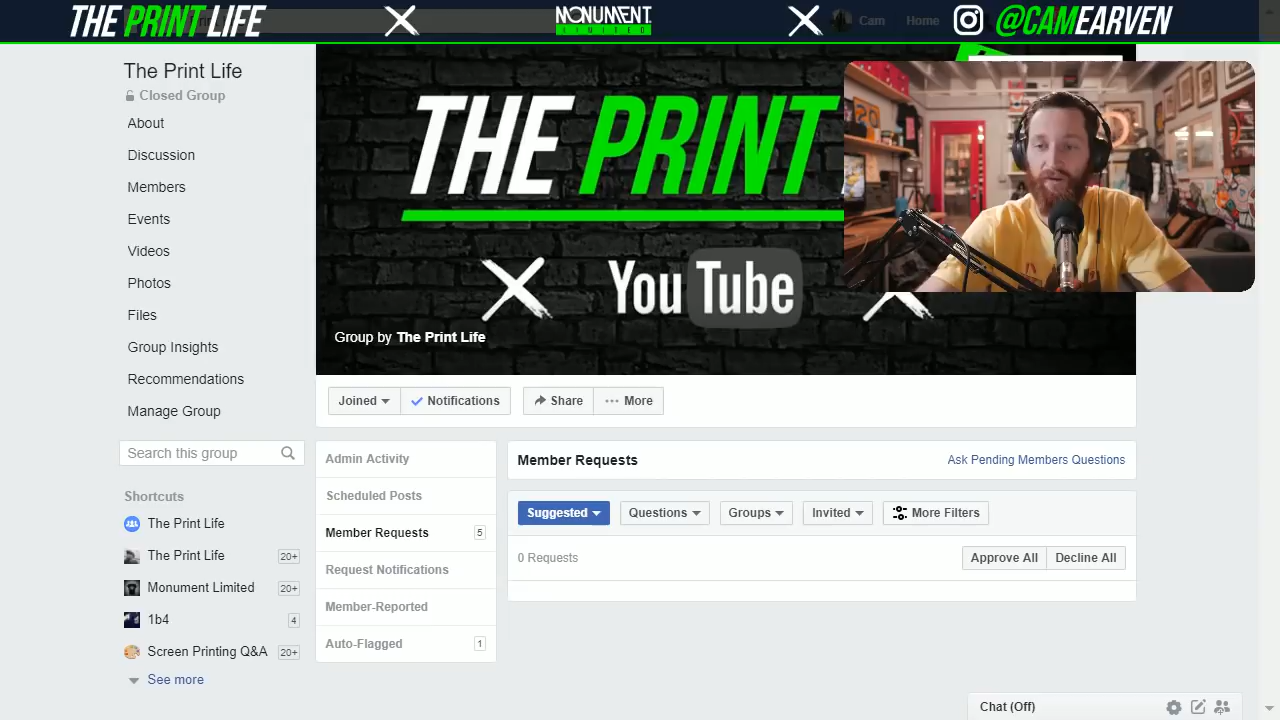 THE PRINT LIFE
MONUMENT
LIMITED
Cam
Home
@CAMEARVEN
The Print Life
Closed Group
About
Discussion
Members
Events
Videos
Photos
Files
Group Insights
Recommendations
Manage Group
Search this group
Shortcuts
The Print Life
The Print Life 20+
Monument Limited 20+
1b4 4
Screen Printing Q&A 20+
See more
THE PRINT
YouTube
Group by The Print Life
Joined
Notifications
Share
More
Admin Activity
Scheduled Posts
Member Requests 5
Request Notifications
Member-Reported
Auto-Flagged 1
Member Requests
Ask Pending Members Questions
Suggested
Questions
Groups
Invited
More Filters
0 Requests
Approve All
Decline All
Chat (Off)